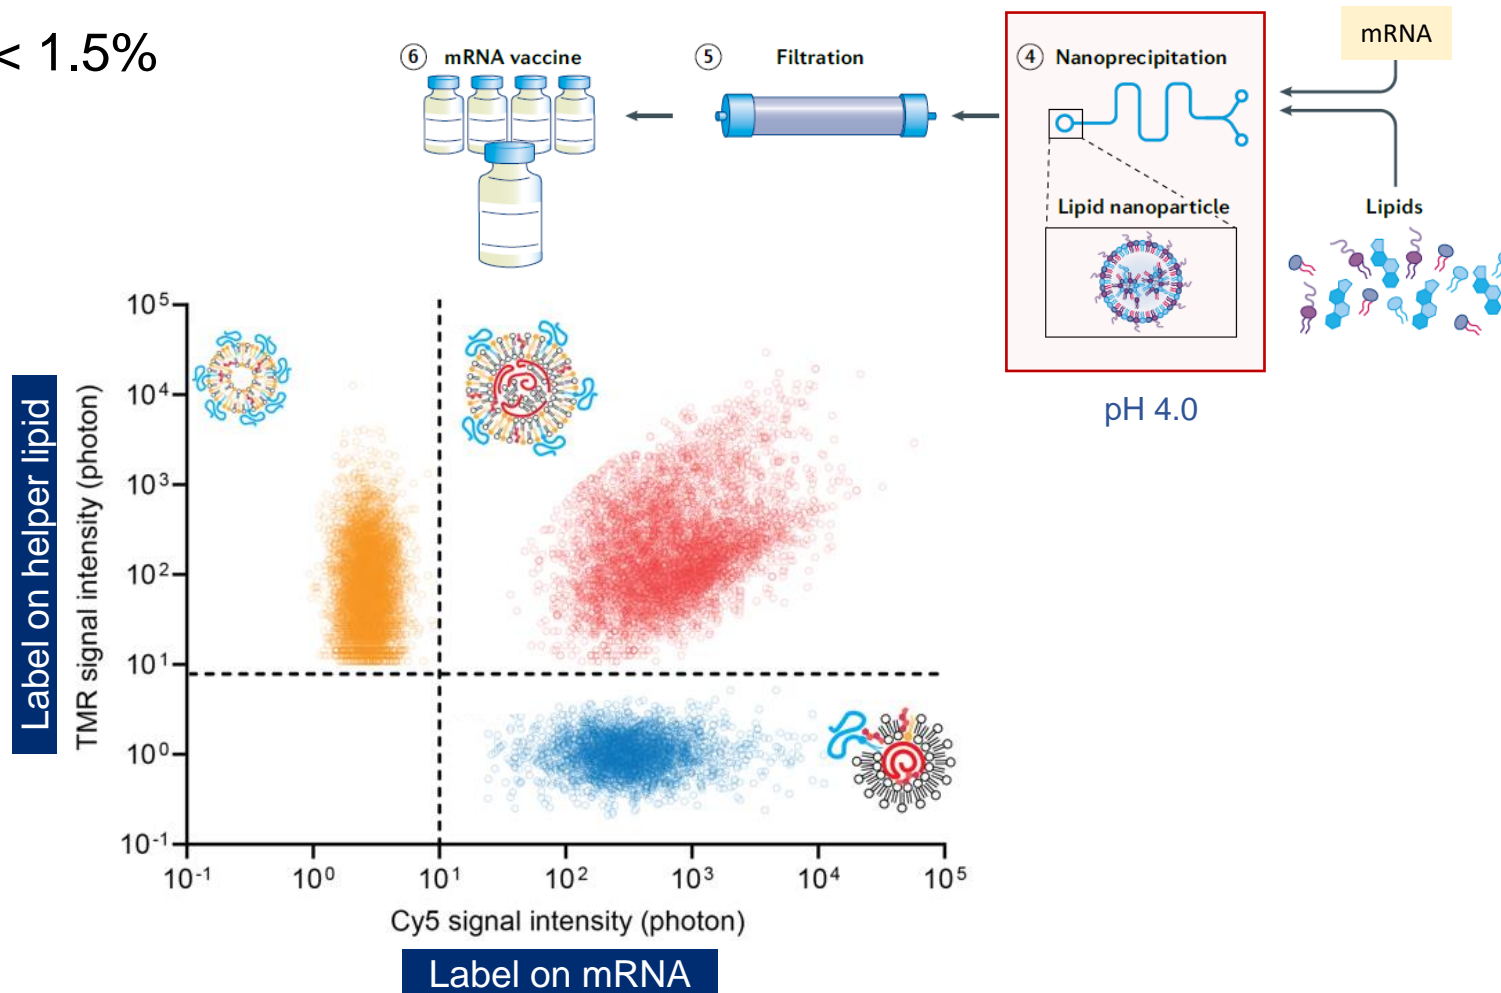 < 1.5%
⑥ mRNA vaccine
⑤ Filtration
④ Nanoprecipitation
mRNA
Lipid nanoparticle
Lipids
pH 4.0
Label on helper lipid
TMR signal intensity (photon)
10⁵
10⁴
10³
10²
10¹
10⁰
10⁻¹
10⁻¹ 10⁰ 10¹ 10² 10³ 10⁴ 10⁵
Cy5 signal intensity (photon)
Label on mRNA